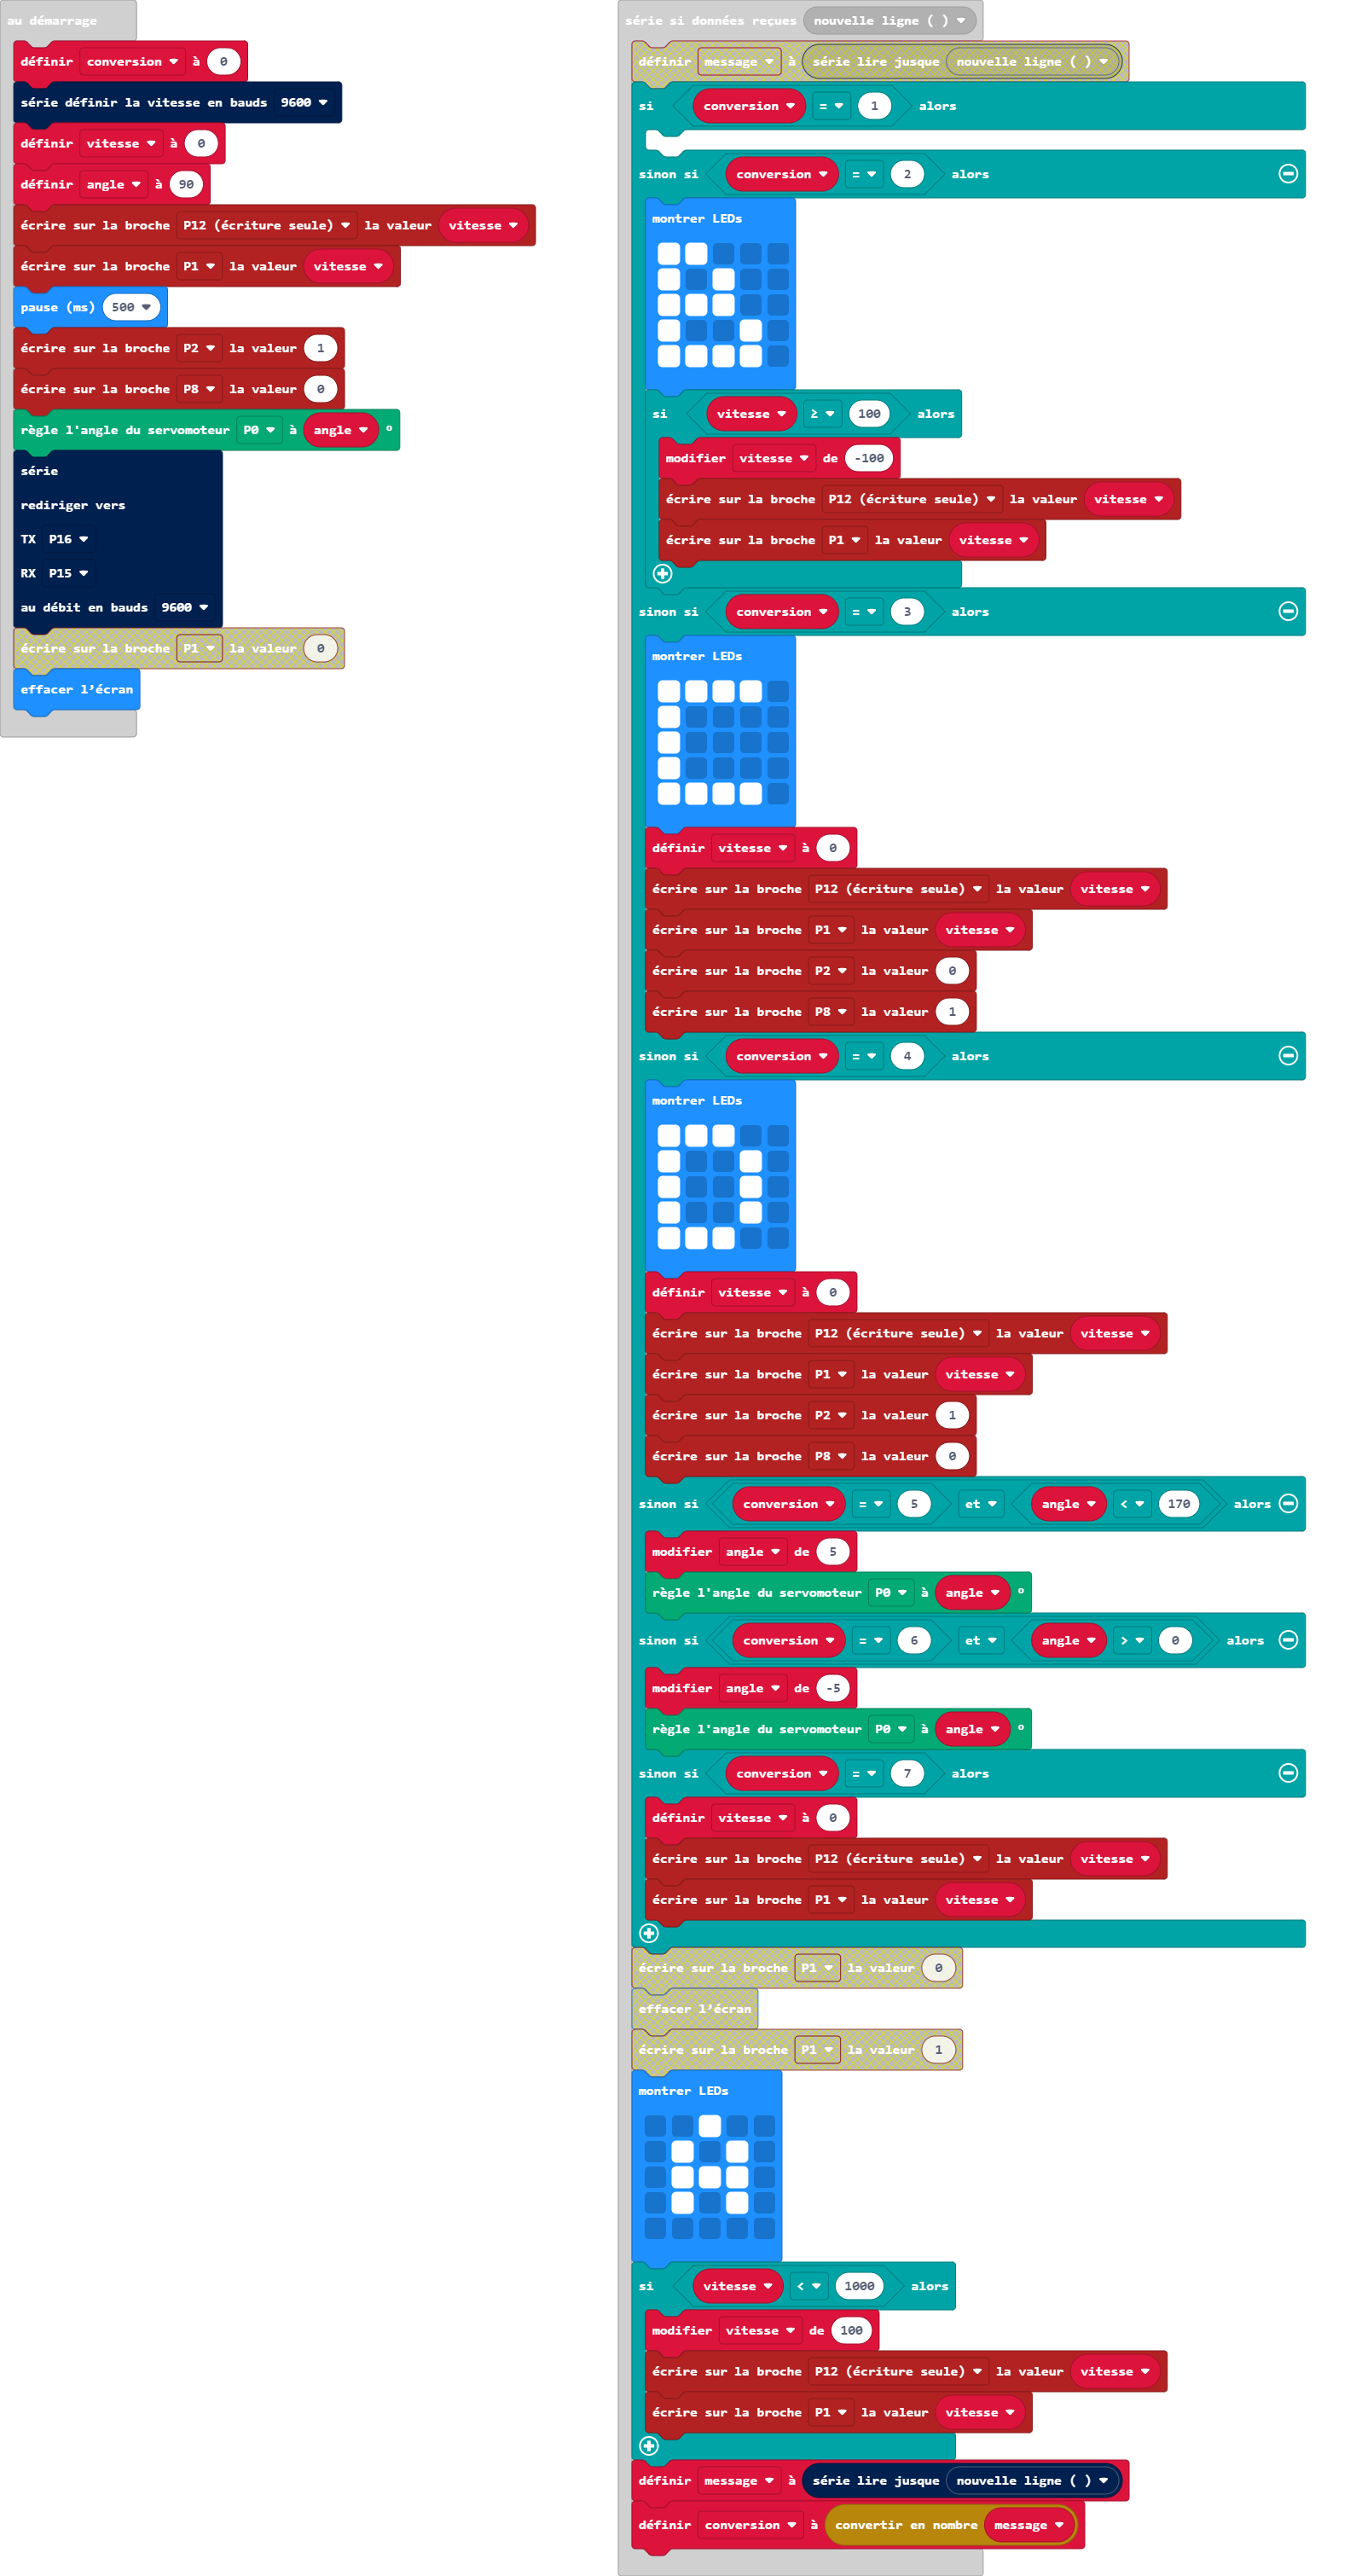 au démarrage
définir conversion à 0
série définir la vitesse en bauds 9600
définir vitesse à 0
définir angle à 90
écrire sur la broche P12 (écriture seule) la valeur vitesse
écrire sur la broche P1 la valeur vitesse
pause (ms) 500
écrire sur la broche P2 la valeur 1
écrire sur la broche P8 la valeur 0
règle l'angle du servomoteur P0 à angle °
série
rediriger vers
TX P16
RX P15
au débit en bauds 9600
écrire sur la broche P1 la valeur 0
effacer l’écran
série si données reçues nouvelle ligne ( )
définir message à série lire jusque nouvelle ligne ( )
si conversion = 1 alors
sinon si conversion = 2 alors
montrer LEDs
si vitesse ≥ 100 alors
modifier vitesse de -100
écrire sur la broche P12 (écriture seule) la valeur vitesse
écrire sur la broche P1 la valeur vitesse
sinon si conversion = 3 alors
montrer LEDs
définir vitesse à 0
écrire sur la broche P12 (écriture seule) la valeur vitesse
écrire sur la broche P1 la valeur vitesse
écrire sur la broche P2 la valeur 0
écrire sur la broche P8 la valeur 1
sinon si conversion = 4 alors
montrer LEDs
définir vitesse à 0
écrire sur la broche P12 (écriture seule) la valeur vitesse
écrire sur la broche P1 la valeur vitesse
écrire sur la broche P2 la valeur 1
écrire sur la broche P8 la valeur 0
sinon si conversion = 5 et angle < 170 alors
modifier angle de 5
règle l'angle du servomoteur P0 à angle °
sinon si conversion = 6 et angle > 0 alors
modifier angle de -5
règle l'angle du servomoteur P0 à angle °
sinon si conversion = 7 alors
définir vitesse à 0
écrire sur la broche P12 (écriture seule) la valeur vitesse
écrire sur la broche P1 la valeur vitesse
écrire sur la broche P1 la valeur 0
effacer l’écran
écrire sur la broche P1 la valeur 1
montrer LEDs
si vitesse < 1000 alors
modifier vitesse de 100
écrire sur la broche P12 (écriture seule) la valeur vitesse
écrire sur la broche P1 la valeur vitesse
définir message à série lire jusque nouvelle ligne ( )
définir conversion à convertir en nombre message